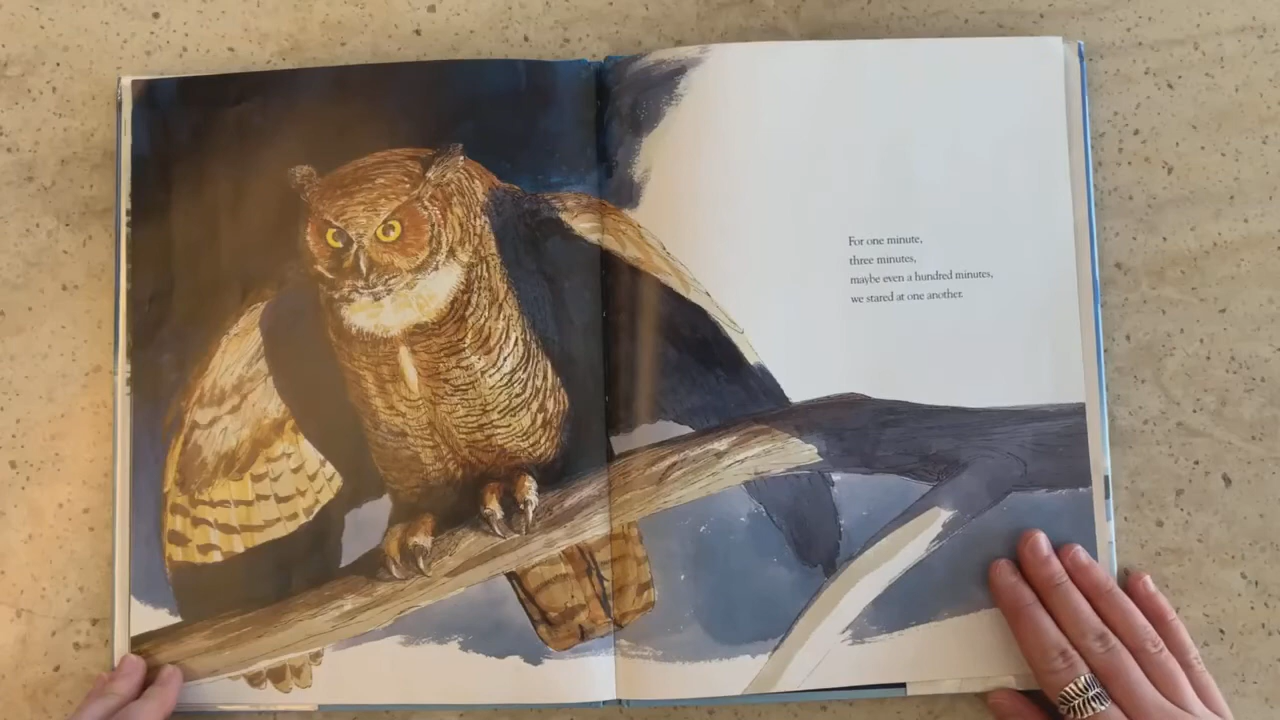 For one minute,
three minutes,
maybe even a hundred minutes,
we stared at one another.